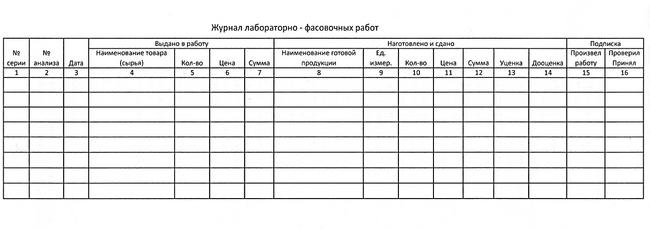 Журнал лабораторно - фасовочных работ
№ серии
№ анализа
Дата
Выдано в работу
Наименование товара (сырья)
Кол-во
Цена
Сумма
Наготовлено и сдано
Наименование готовой продукции
Ед. измер.
Кол-во
Цена
Сумма
Уценка
Дооценка
Подписка
Произвел работу
Проверил Принял
1 2 3 4 5 6 7 8 9 10 11 12 13 14 15 16